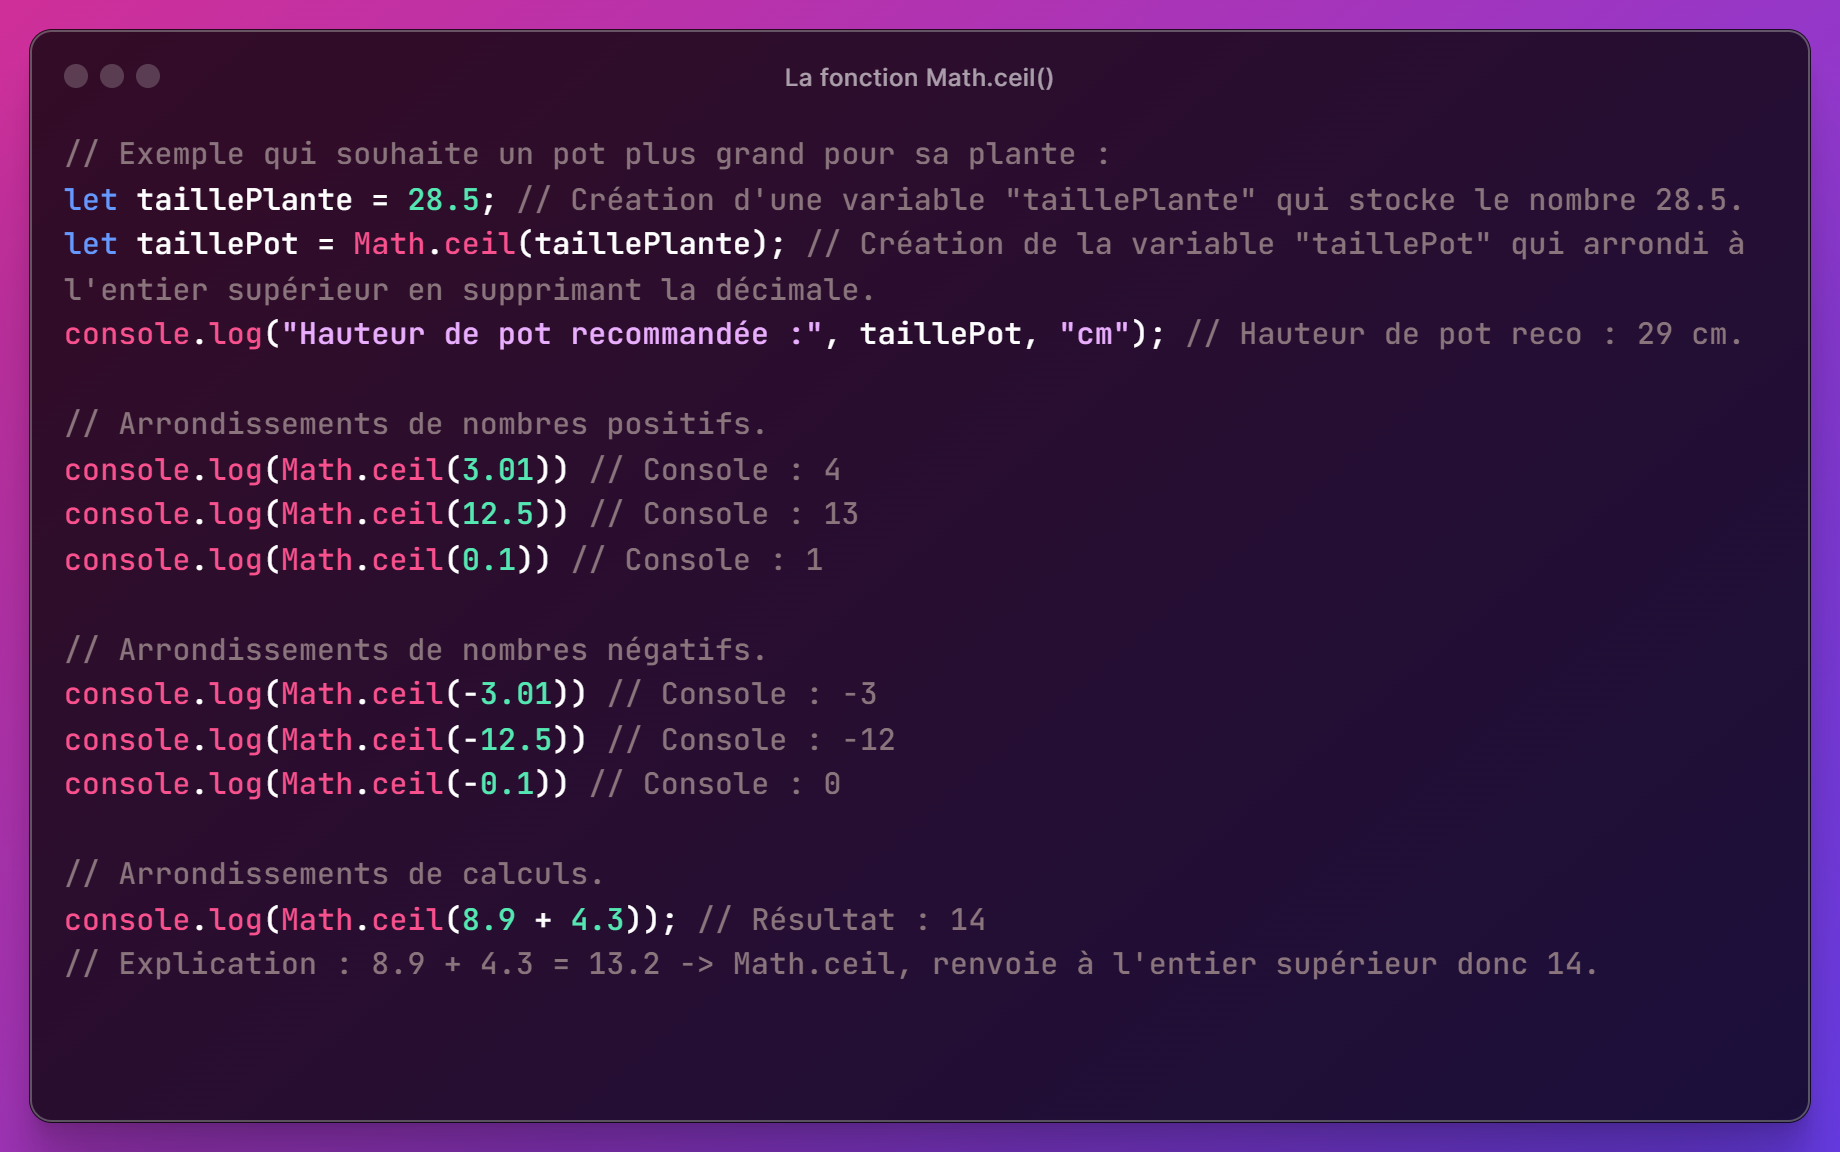 La fonction Math.ceil()
// Exemple qui souhaite un pot plus grand pour sa plante :
let taillePlante = 28.5; // Création d'une variable "taillePlante" qui stocke le nombre 28.5.
let taillePot = Math.ceil(taillePlante); // Création de la variable "taillePot" qui arrondi à
l'entier supérieur en supprimant la décimale.
console.log("Hauteur de pot recommandée :", taillePot, "cm"); // Hauteur de pot reco : 29 cm.
// Arrondissements de nombres positifs.
console.log(Math.ceil(3.01)) // Console : 4
console.log(Math.ceil(12.5)) // Console : 13
console.log(Math.ceil(0.1)) // Console : 1
// Arrondissements de nombres négatifs.
console.log(Math.ceil(-3.01)) // Console : -3
console.log(Math.ceil(-12.5)) // Console : -12
console.log(Math.ceil(-0.1)) // Console : 0
// Arrondissements de calculs.
console.log(Math.ceil(8.9 + 4.3)); // Résultat : 14
// Explication : 8.9 + 4.3 = 13.2 -> Math.ceil, renvoie à l'entier supérieur donc 14.